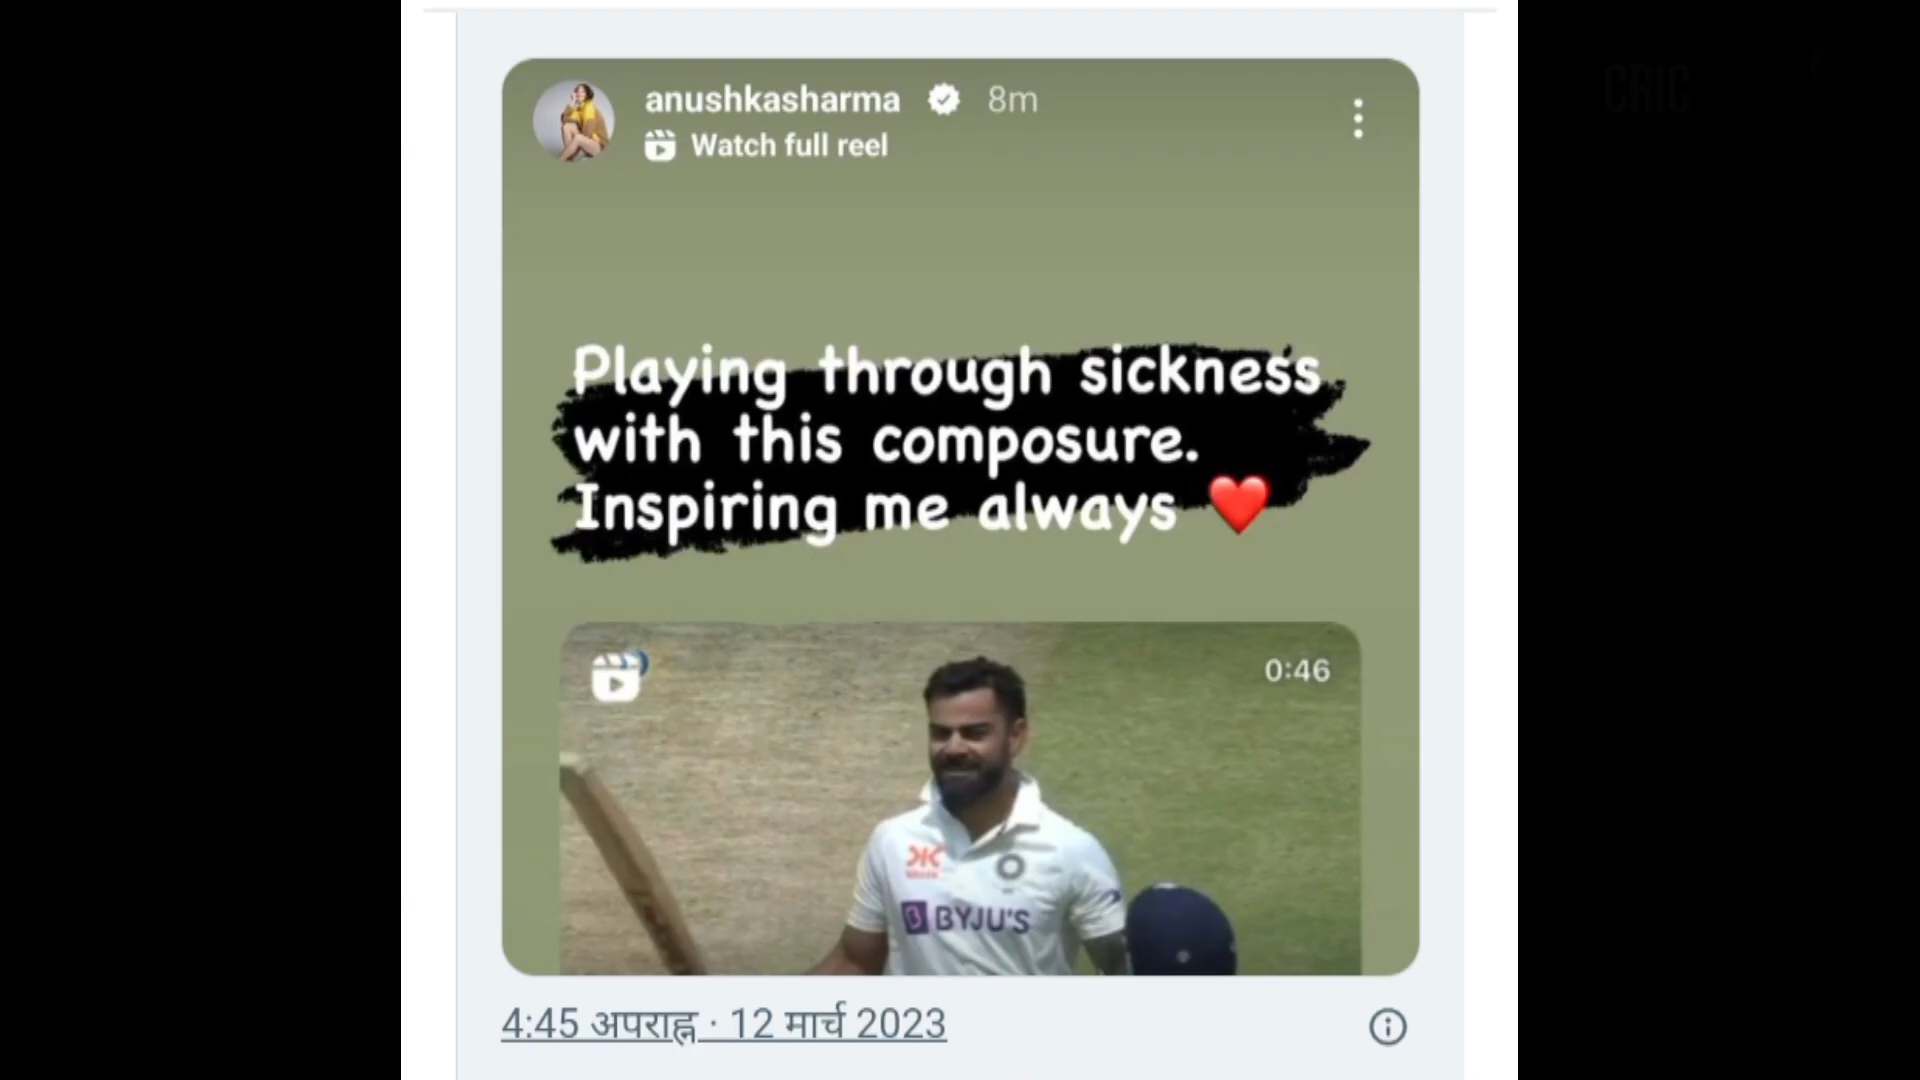 CRIC
anushkasharma 8m
Watch full reel
Playing through sickness
with this composure.
Inspiring me always ❤️
0:46
BYJU'S
4:45 अपराह्न · 12 मार्च 2023